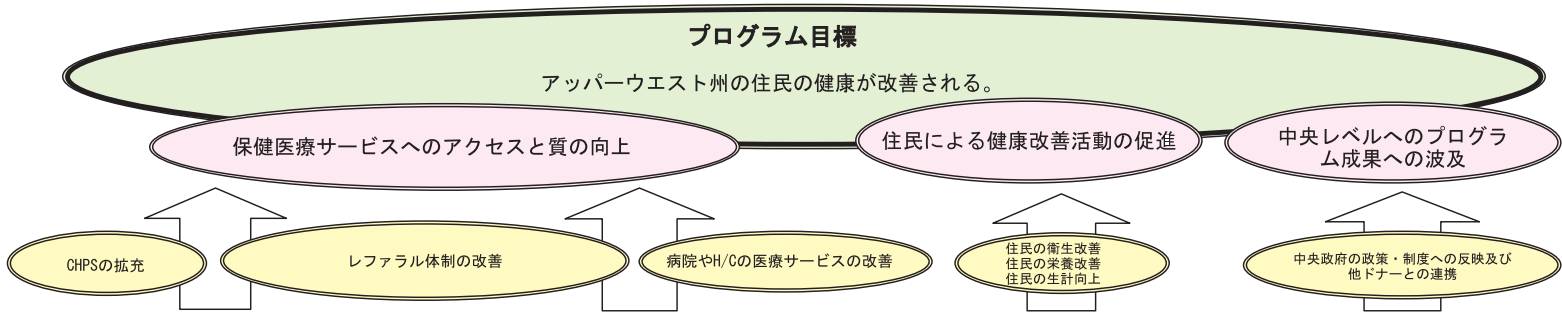 プログラム目標
アッパーウエスト州の住民の健康が改善される。
保健医療サービスへのアクセスと質の向上
住民による健康改善活動の促進
中央レベルへのプログラ
ム成果への波及
CHPSの拡充
レファラル体制の改善
病院やH/Cの医療サービスの改善
住民の衛生改善
住民の栄養改善
住民の生計向上
中央政府の政策・制度への反映及び
他ドナーとの連携